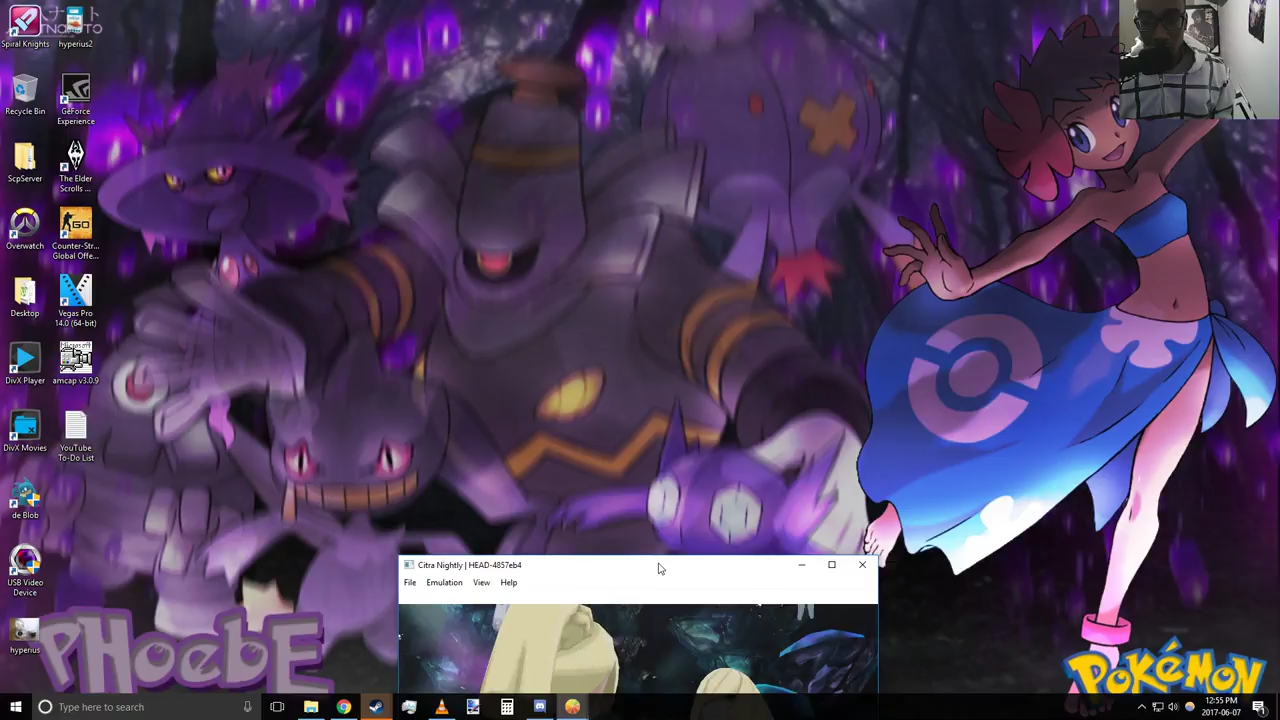 Spiral Knights
hyperius2
Recycle Bin
GeForce
Experience
ScpServer
The Elder
Scrolls ...
Overwatch
Counter-Str...
Global Offe...
Desktop
Vegas Pro
14.0 (64-bit)
DivX Player
amcap v3.0.9
DivX Movies
YouTube
To-Do List
de Blob
USB Video
Device
hyperius
PHoebE
POKéMON
Citra Nightly | HEAD-4857eb4
File Emulation View Help
Type here to search
12:55 PM
2017-06-07